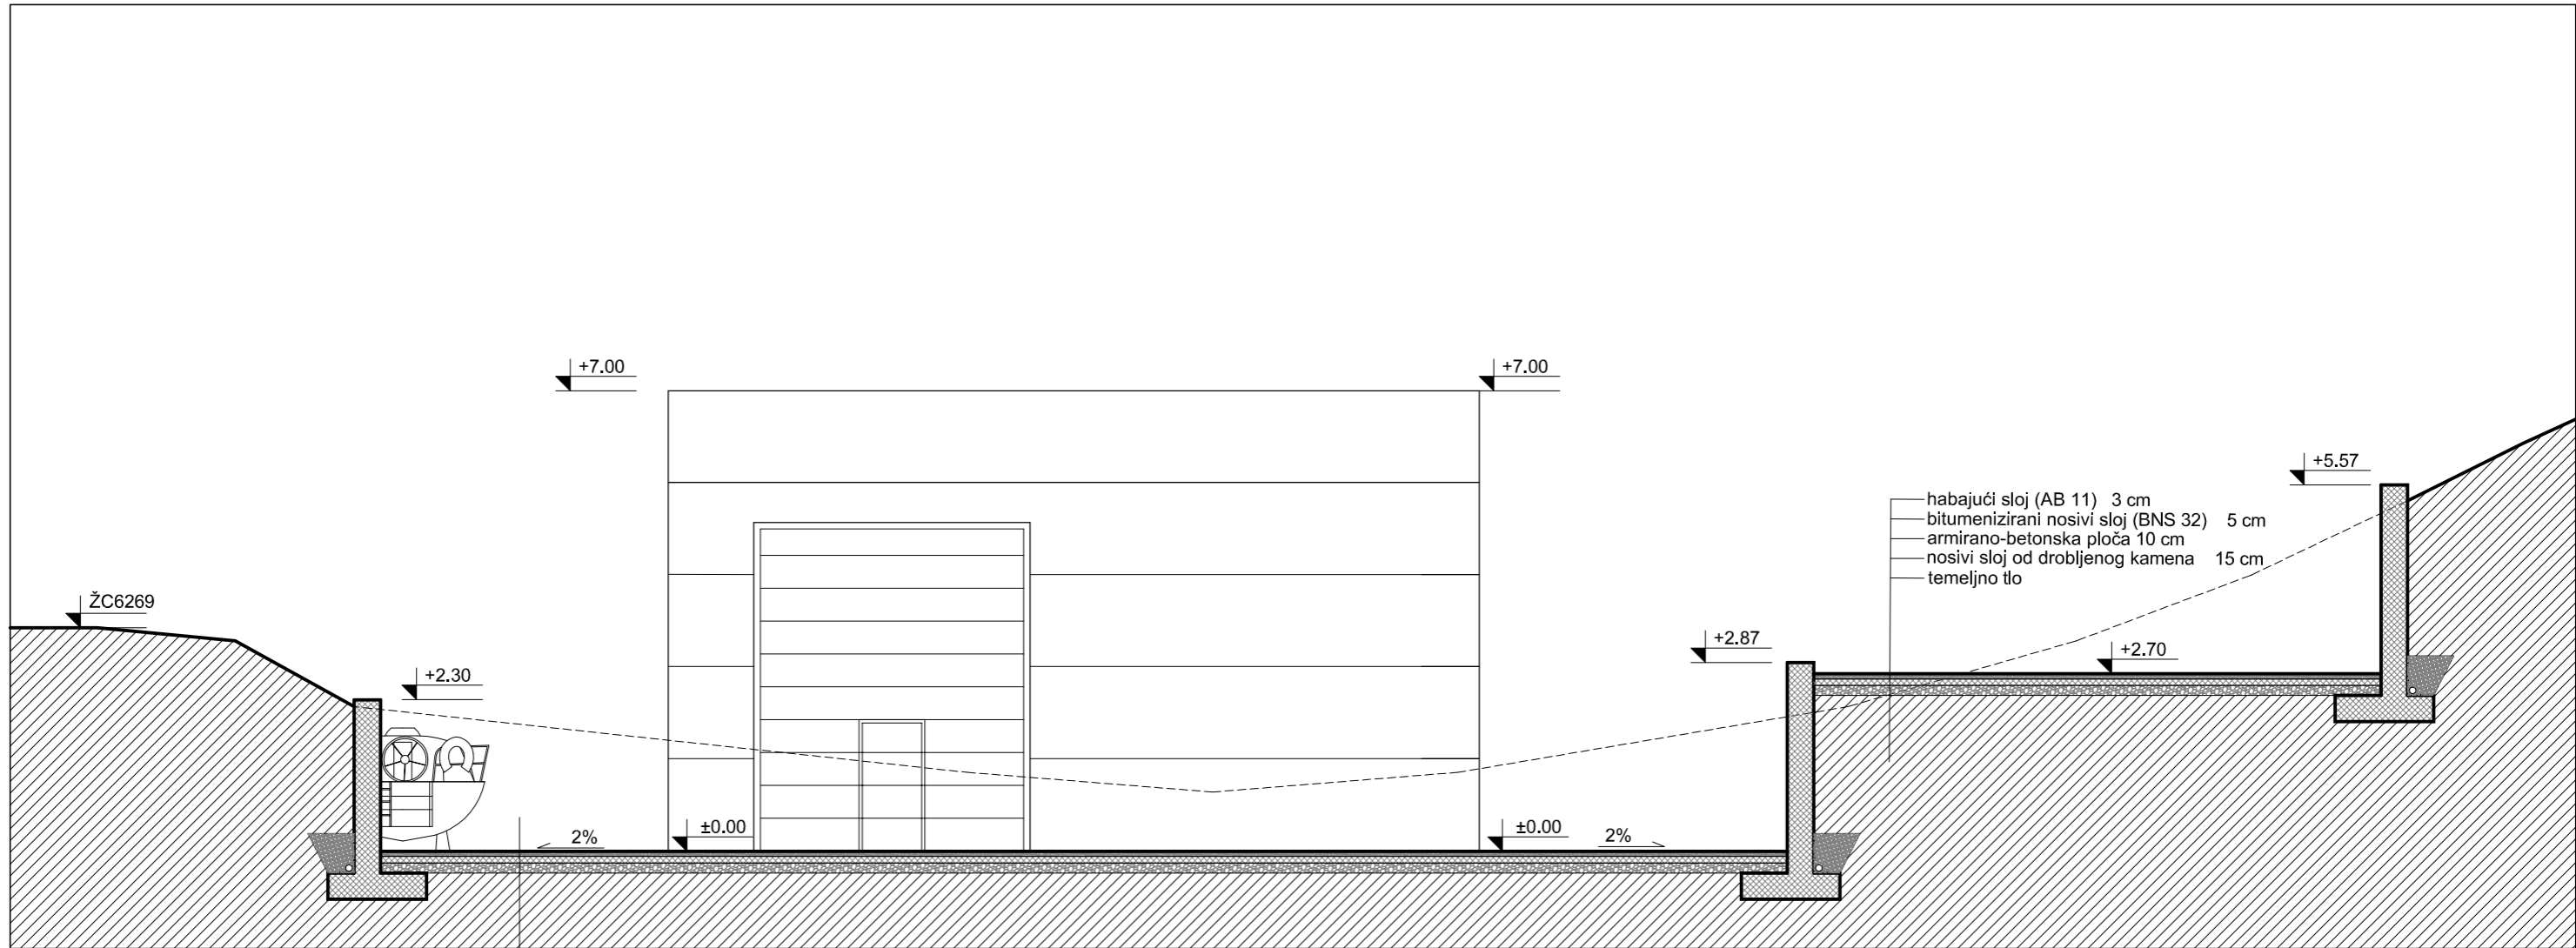 +7.00
+7.00
+5.57
habajući sloj (AB 11) 3 cm
bitumenizirani nosivi sloj (BNS 32) 5 cm
armirano-betonska ploča 10 cm
nosivi sloj od drobljenog kamena 15 cm
temeljno tlo
ŽC6269
+2.87
+2.70
+2.30
2%
±0.00
±0.00
2%